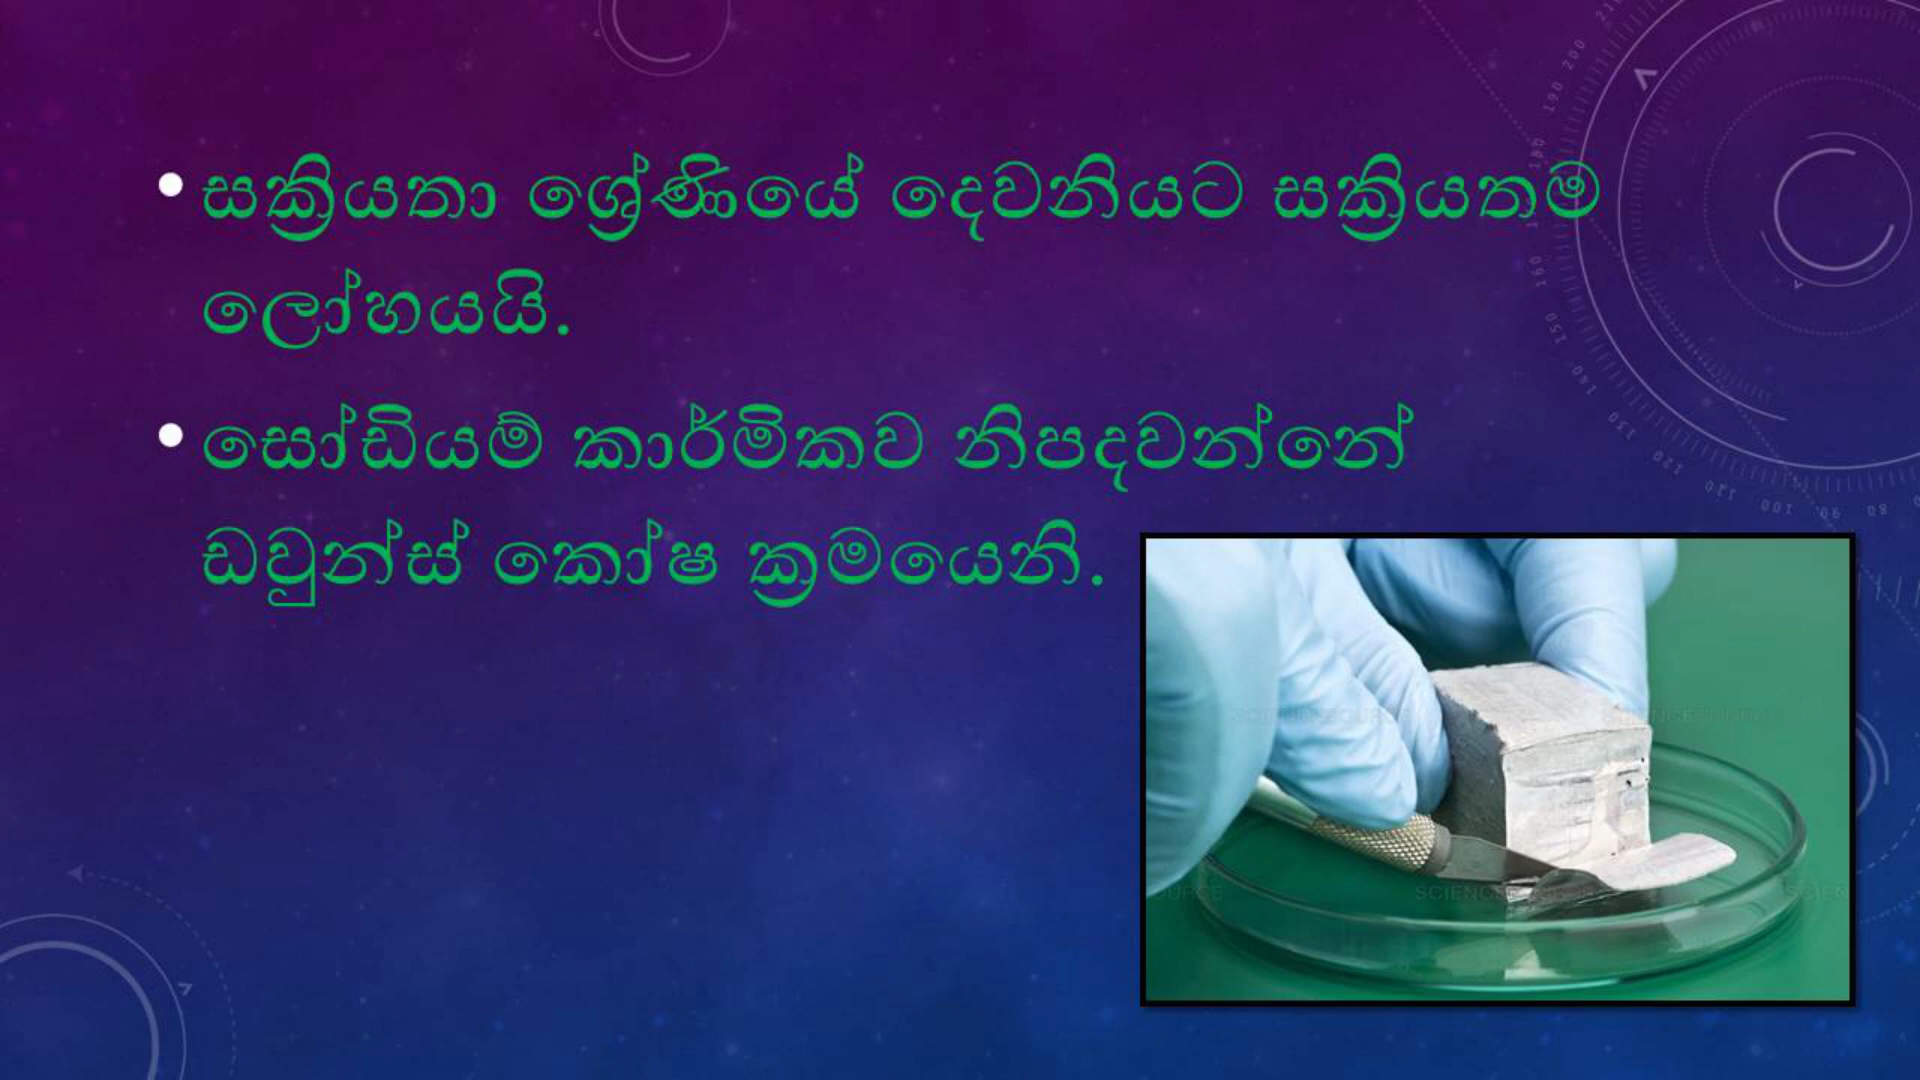 • සක්‍රියතා ශ්‍රේණියේ දෙවනියට සක්‍රියතම
ලෝහයයි.
• සෝඩියම් කාර්මිකව නිපදවන්නේ
ඩවුන්ස් කෝෂ ක්‍රමයෙනි.